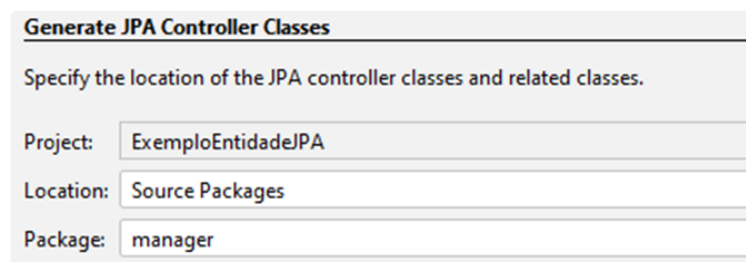 Generate JPA Controller Classes
Specify the location of the JPA controller classes and related classes.
Project: ExemploEntidadeJPA
Location: Source Packages
Package: manager